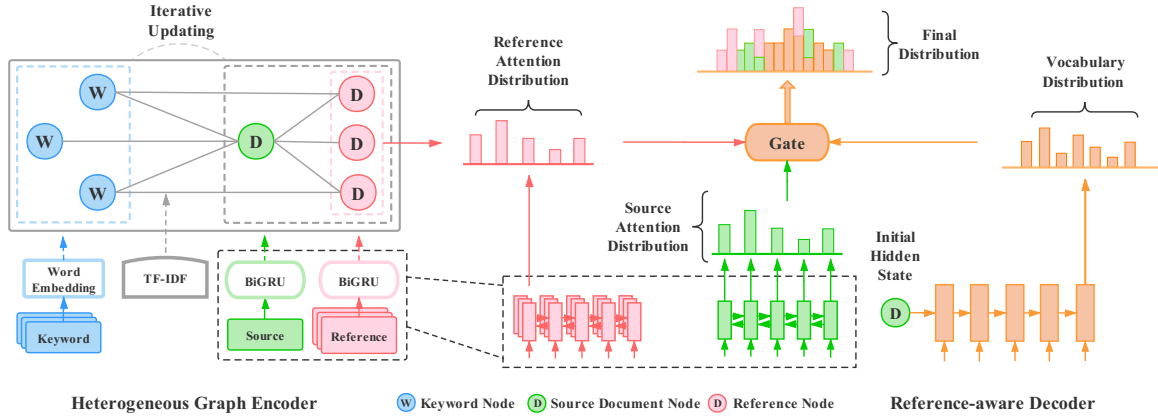 Iterative
Updating
W
W
W
D
D
D
D
Reference
Attention
Distribution
Final
Distribution
Vocabulary
Distribution
Gate
Source
Attention
Distribution
Initial
Hidden
State
D
Word
Embedding
TF-IDF
BiGRU
BiGRU
Keyword
Source
Reference
Heterogeneous Graph Encoder
W Keyword Node
D Source Document Node
D Reference Node
Reference-aware Decoder